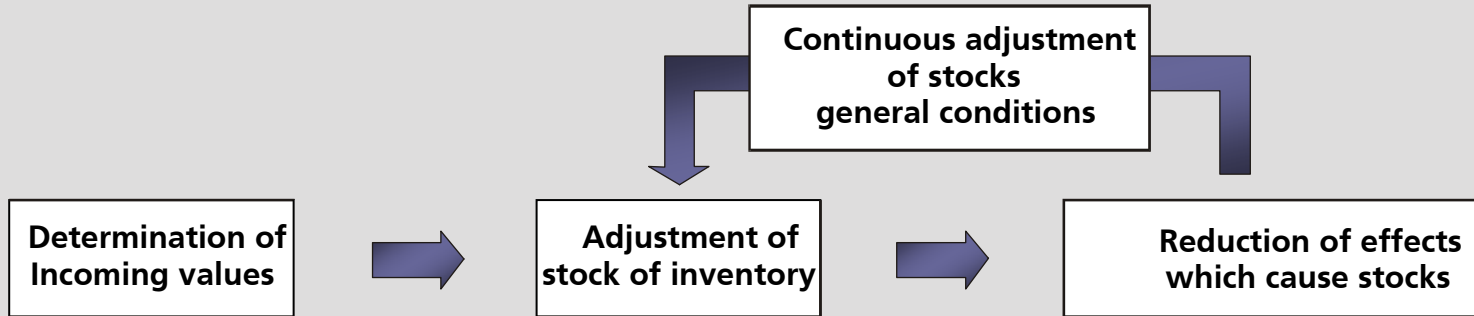 Continuous adjustment
of stocks
general conditions
Determination of
Incoming values
Adjustment of
stock of inventory
Reduction of effects
which cause stocks